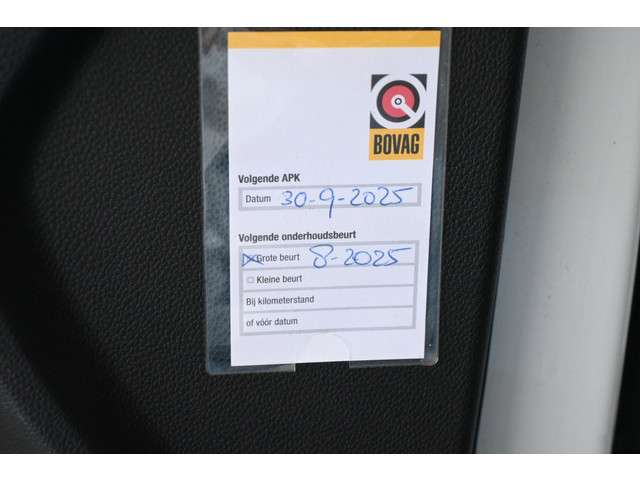 BOVAG
Volgende APK
Datum 30-9-2025
Volgende onderhoudsbeurt
Grote beurt 8-2025
Kleine beurt
Bij kilometerstand
of vóór datum